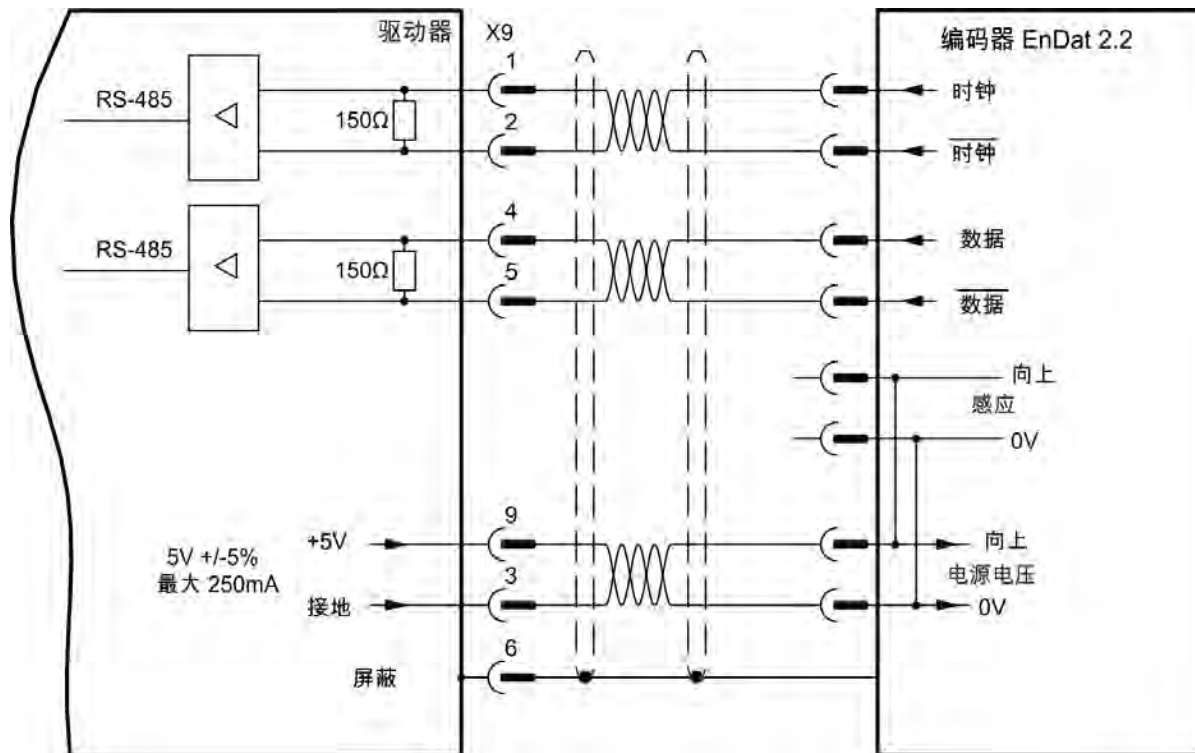 驱动器
X9
编码器 EnDat 2.2
1
时钟
RS-485
150Ω
2
时钟
4
数据
RS-485
150Ω
5
数据
向上
感应
0V
9
+5V
向上
5V +/-5%
最大 250mA
电源电压
3
接地
0V
6
屏蔽